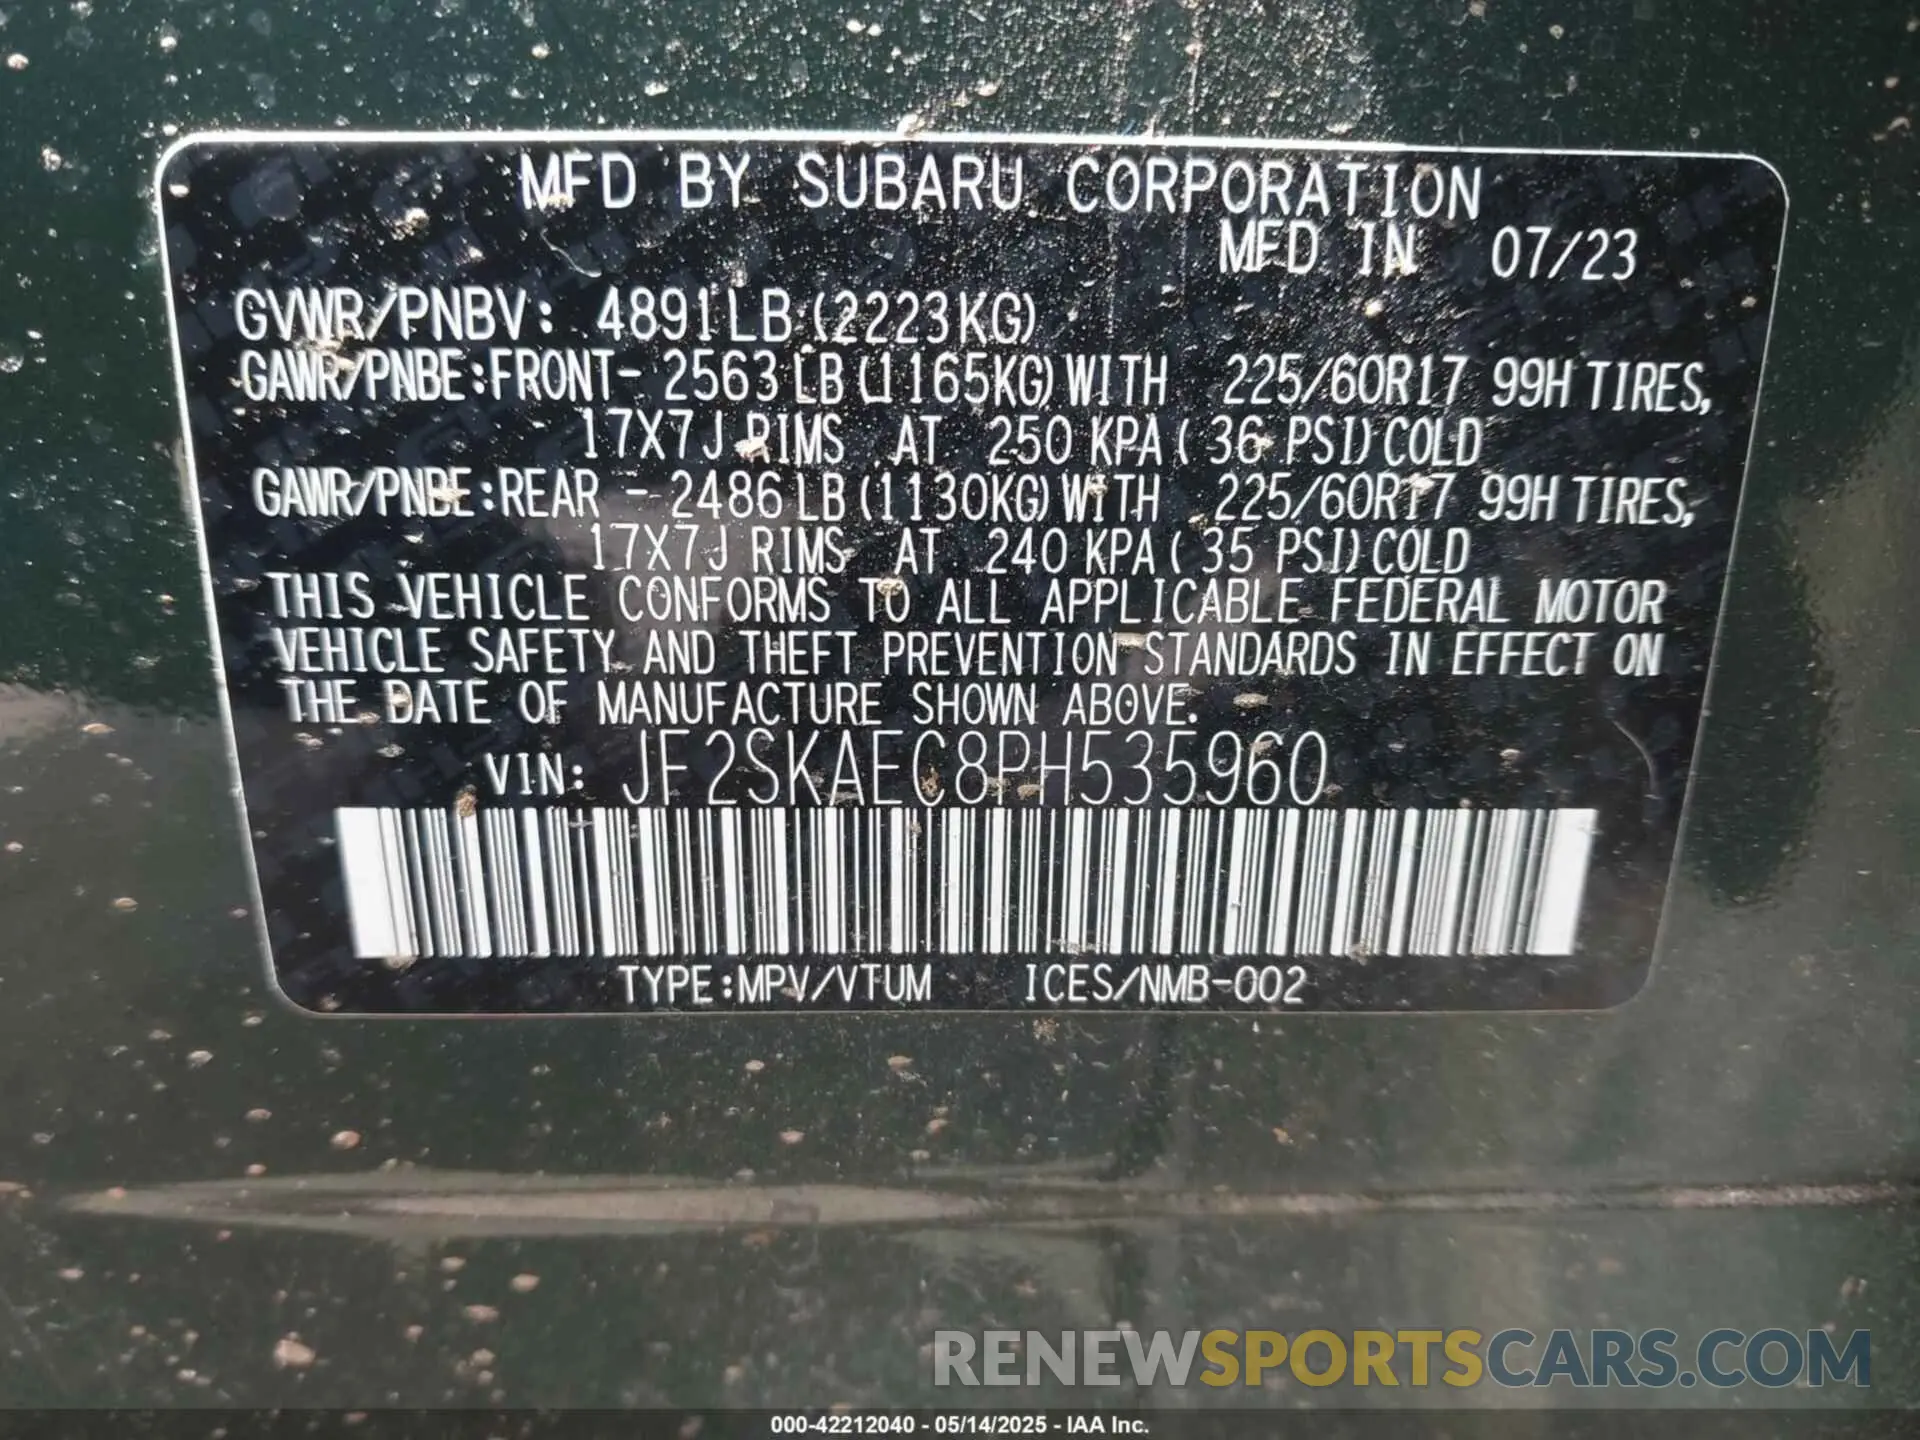 MFD BY SUBARU CORPORATION
MFD IN 07/23
GVWR/PNBV: 4891LB (2223KG)
GAWR/PNBE:FRONT- 2563LB (1165KG) WITH 225/60R17 99H TIRES,
17X7J RIMS AT 250 KPA ( 36 PSI) COLD
GAWR/PNBE:REAR - 2486LB (1130KG) WITH 225/60R17 99H TIRES,
17X7J RIMS AT 240 KPA ( 35 PSI) COLD
THIS VEHICLE CONFORMS TO ALL APPLICABLE FEDERAL MOTOR
VEHICLE SAFETY AND THEFT PREVENTION STANDARDS IN EFFECT ON
THE DATE OF MANUFACTURE SHOWN ABOVE.
VIN: JF2SKAEC8PH535960
TYPE:MPV/VTUM ICES/NMB-002
RENEWSPORTSCARS.COM
000-42212040 - 05/14/2025 - IAA Inc.